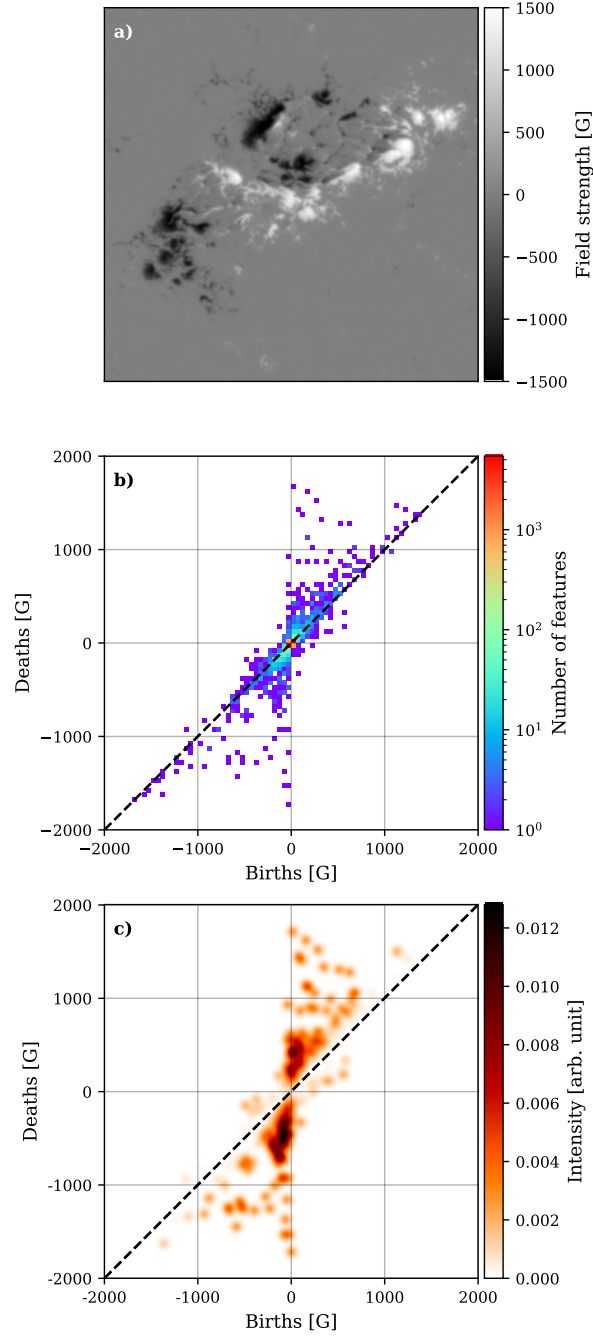 a)
1500
1000
500
0
−500
−1000
−1500
Field strength [G]
b)
2000
1000
0
−1000
−2000
Deaths [G]
−2000 −1000 0 1000 2000
Births [G]
10³
10²
10¹
10⁰
Number of features
c)
2000
1000
0
-1000
-2000
Deaths [G]
-2000 -1000 0 1000 2000
Births [G]
0.012
0.010
0.008
0.006
0.004
0.002
0.000
Intensity [arb. unit]